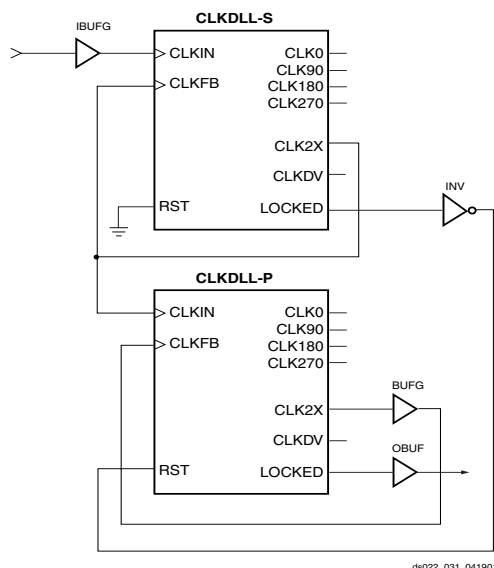 CLKDLL-S
IBUFG
CLKIN
CLKFB
RST
CLK0
CLK90
CLK180
CLK270
CLK2X
CLKDV
LOCKED
INV
CLKDLL-P
CLKIN
CLKFB
RST
CLK0
CLK90
CLK180
CLK270
CLK2X
CLKDV
LOCKED
BUFG
OBUF